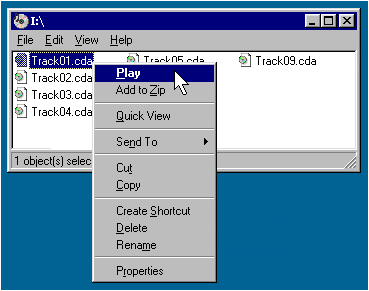 I:\
File Edit View Help
Track01.cda Track05.cda Track09.cda
Track02.cda
Track03.cda
Track04.cda
Play
Add to Zip
Quick View
Send To
Cut
Copy
Create Shortcut
Delete
Rename
Properties
1 object(s) selec